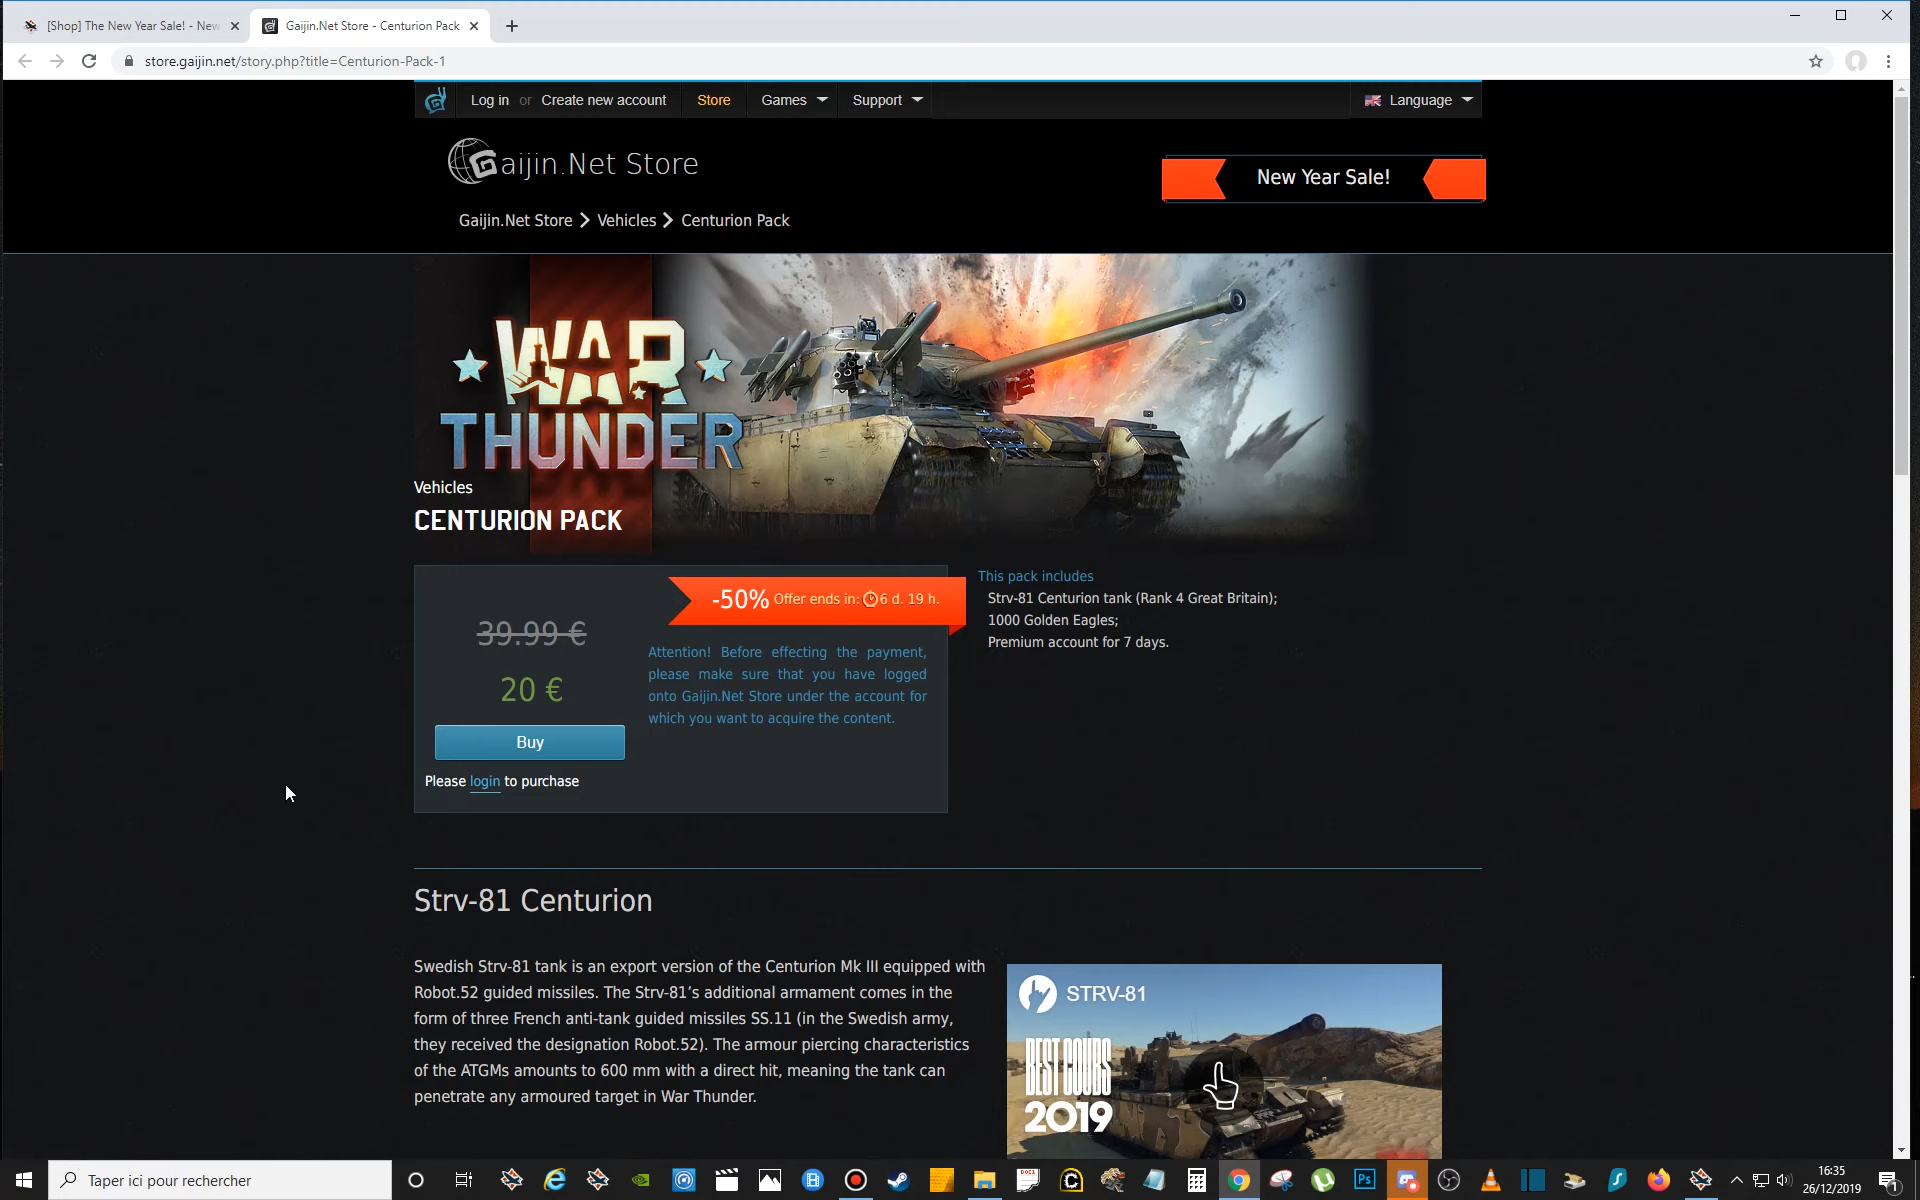 [Shop] The New Year Sale! - New
Gaijin.Net Store - Centurion Pack
store.gaijin.net/story.php?title=Centurion-Pack-1
Log in or Create new account Store Games Support Language
Gaijin.Net Store
New Year Sale!
Gaijin.Net Store Vehicles Centurion Pack
WAR
THUNDER
Vehicles
CENTURION PACK
-50% Offer ends in: 6 d. 19 h.
39.99 €
20 €
Buy
Please login to purchase
Attention! Before effecting the payment,
please make sure that you have logged
onto Gaijin.Net Store under the account for
which you want to acquire the content.
This pack includes
Strv-81 Centurion tank (Rank 4 Great Britain);
1000 Golden Eagles;
Premium account for 7 days.
Strv-81 Centurion
Swedish Strv-81 tank is an export version of the Centurion Mk III equipped with
Robot.52 guided missiles. The Strv-81's additional armament comes in the
form of three French anti-tank guided missiles SS.11 (in the Swedish army,
they received the designation Robot.52). The armour piercing characteristics
of the ATGMs amounts to 600 mm with a direct hit, meaning the tank can
penetrate any armoured target in War Thunder.
STRV-81
BEST GUNS
2019
Taper ici pour rechercher
Ps
16:35
26/12/2019
1